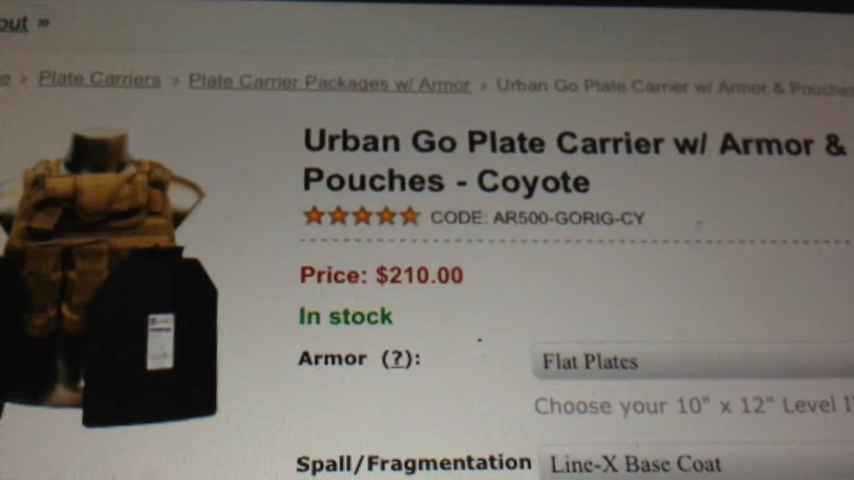 out »
e › Plate Carriers › Plate Carrier Packages w/ Armor › Urban Go Plate Carrier w/ Armor & Pouches
Urban Go Plate Carrier w/ Armor &
Pouches - Coyote
CODE: AR500-GORIG-CY
Price: $210.00
In stock
Armor (?): Flat Plates
Choose your 10" x 12" Level I
Spall/Fragmentation Line-X Base Coat